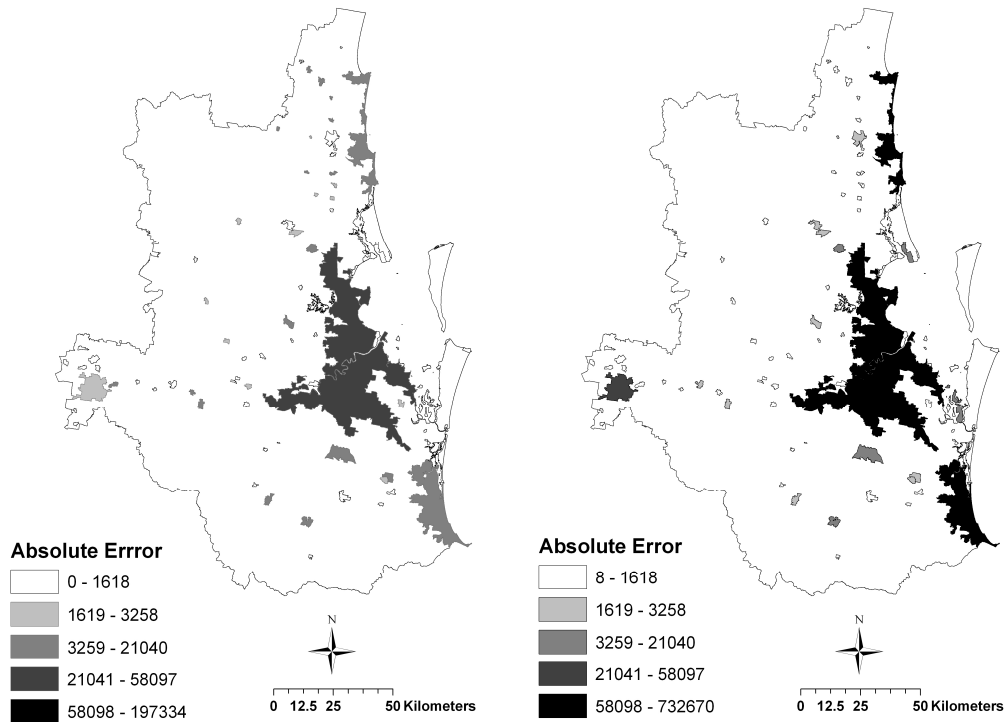 Absolute Errror
0 - 1618
1619 - 3258
3259 - 21040
21041 - 58097
58098 - 197334
N
0 12.5 25 50 Kilometers
Absolute Error
8 - 1618
1619 - 3258
3259 - 21040
21041 - 58097
58098 - 732670
N
0 12.5 25 50 Kilometers